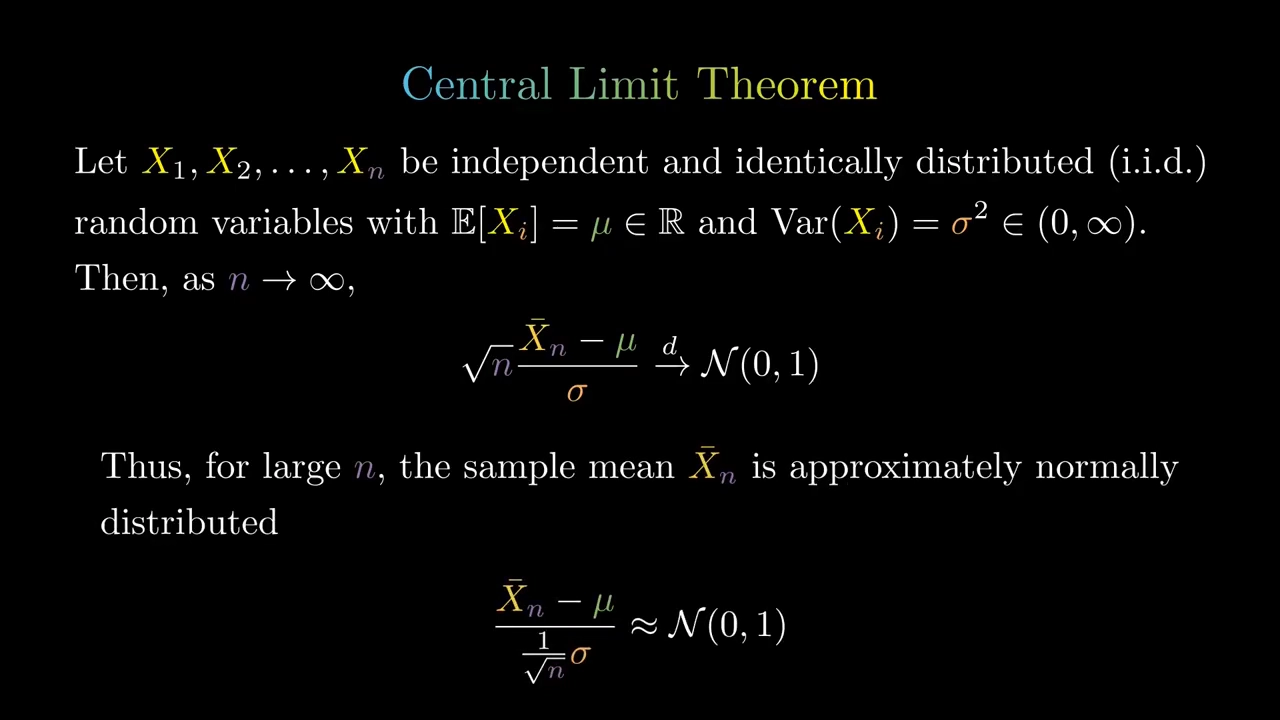 Central Limit Theorem
Let X₁, X₂, . . . , Xₙ be independent and identically distributed (i.i.d.)
random variables with 𝔼[Xᵢ] = μ ∈ ℝ and Var(Xᵢ) = σ² ∈ (0, ∞).
Then, as n → ∞,
√n (X̄ₙ − μ)/σ →ᵈ 𝒩(0, 1)
Thus, for large n, the sample mean X̄ₙ is approximately normally
distributed
(X̄ₙ − μ)/((1/√n)σ) ≈ 𝒩(0, 1)